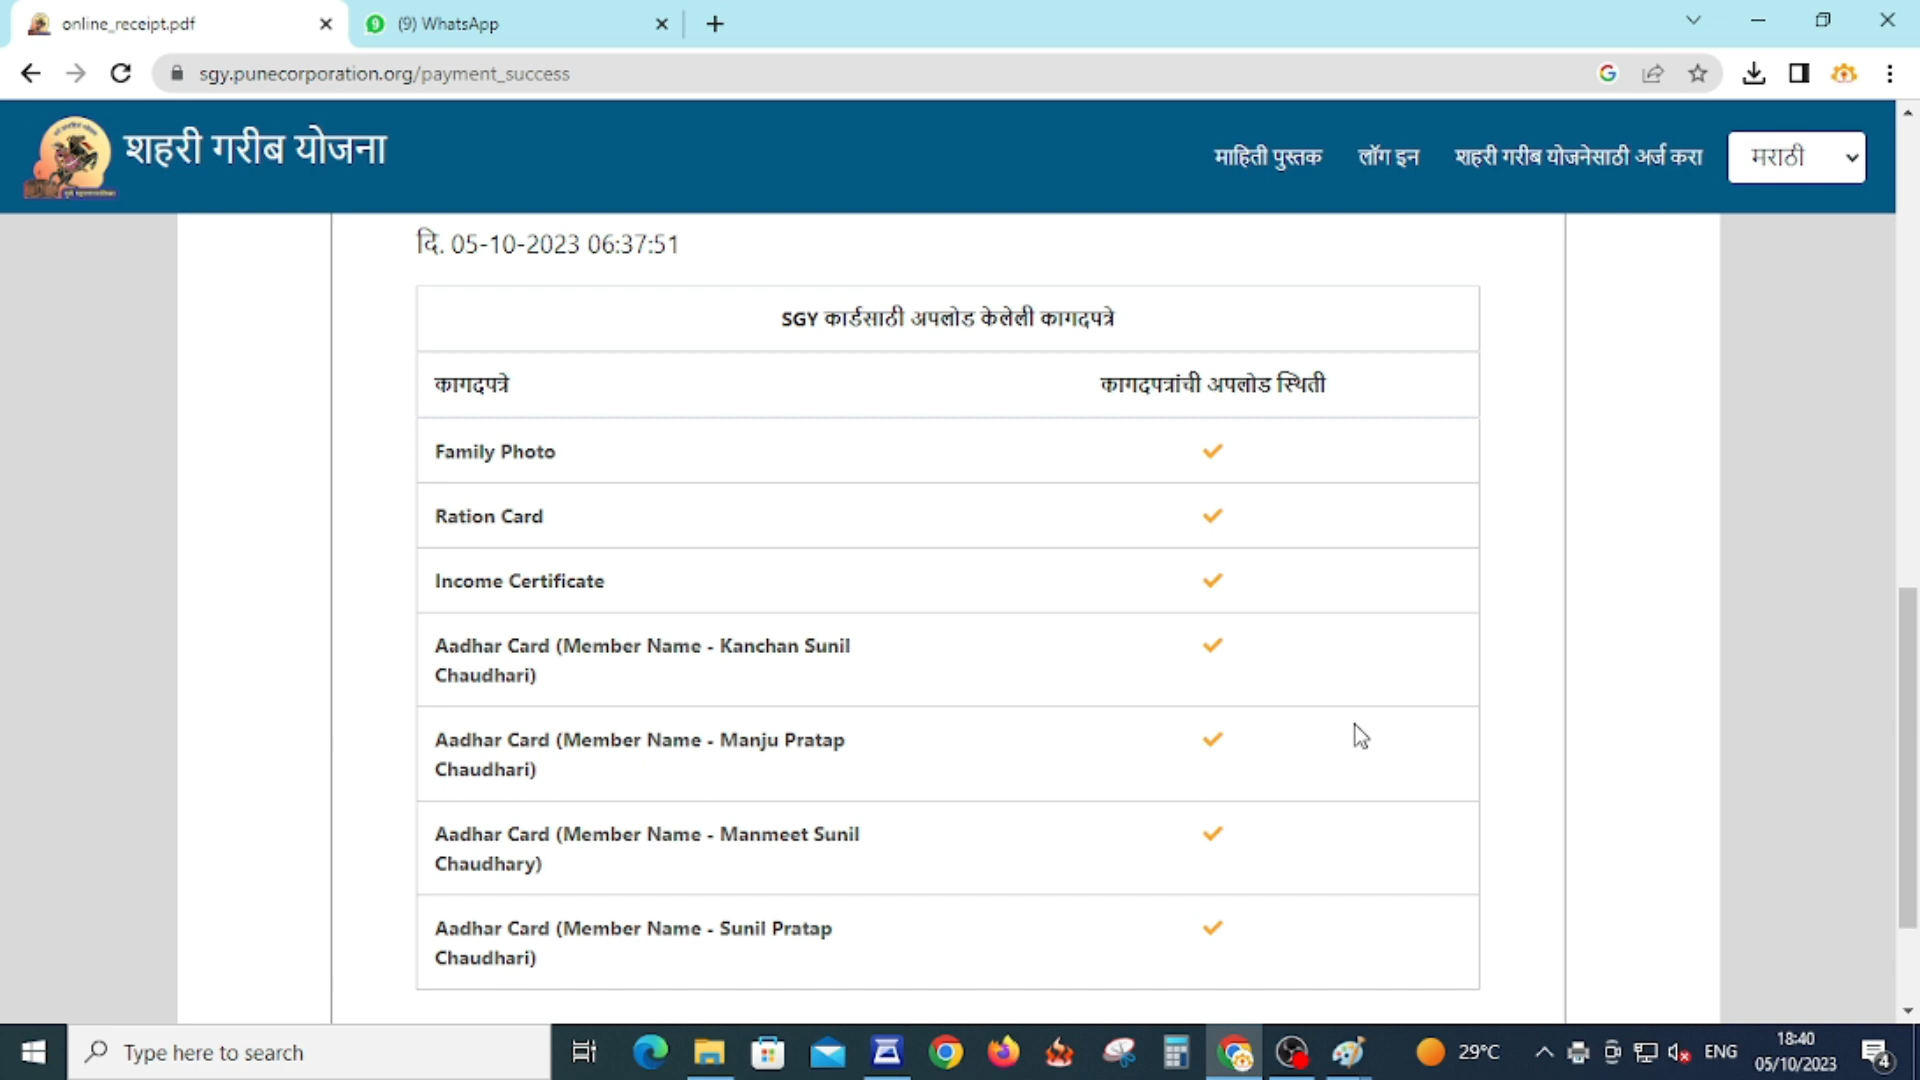 online_receipt.pdf
(9) WhatsApp
sgy.punecorporation.org/payment_success
शहरी गरीब योजना
माहिती पुस्तक
लॉग इन
शहरी गरीब योजनेसाठी अर्ज करा
मराठी
दि. 05-10-2023 06:37:51
SGY कार्डसाठी अपलोड केलेली कागदपत्रे
कागदपत्रे
कागदपत्रांची अपलोड स्थिती
Family Photo
Ration Card
Income Certificate
Aadhar Card (Member Name - Kanchan Sunil
Chaudhari)
Aadhar Card (Member Name - Manju Pratap
Chaudhari)
Aadhar Card (Member Name - Manmeet Sunil
Chaudhary)
Aadhar Card (Member Name - Sunil Pratap
Chaudhari)
Type here to search
29°C
ENG
18:40
05/10/2023
4